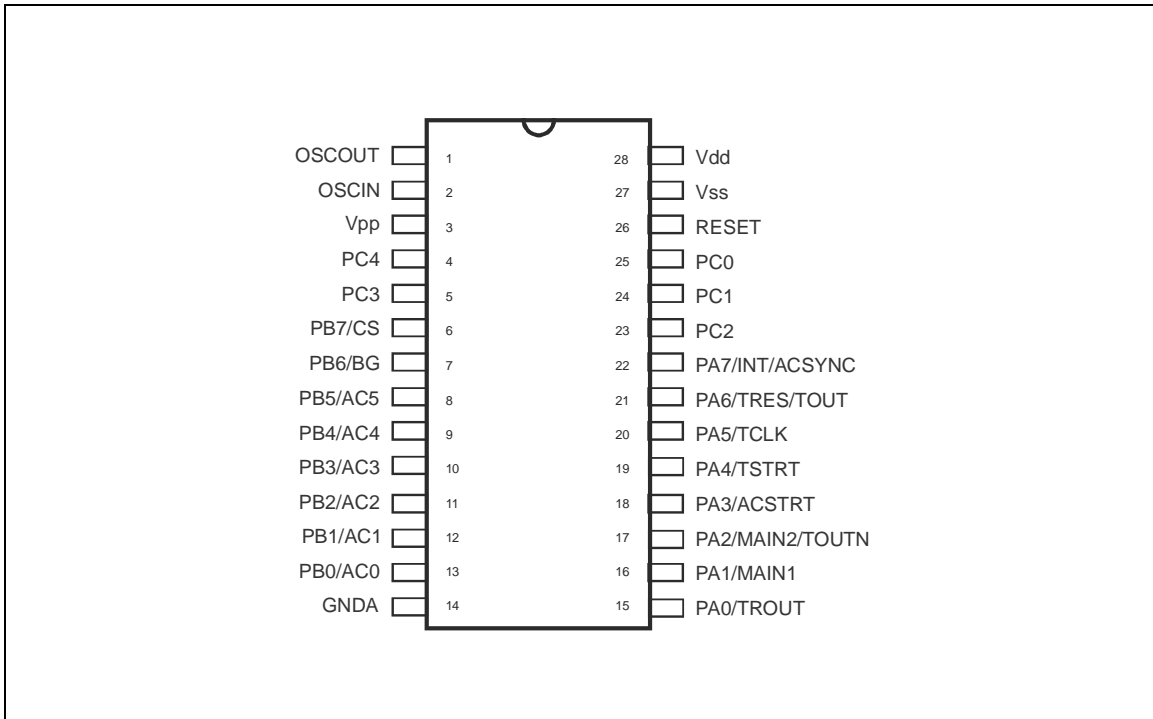 OSCOUT 1 28 Vdd
OSCIN 2 27 Vss
Vpp 3 26 RESET
PC4 4 25 PC0
PC3 5 24 PC1
PB7/CS 6 23 PC2
PB6/BG 7 22 PA7/INT/ACSYNC
PB5/AC5 8 21 PA6/TRES/TOUT
PB4/AC4 9 20 PA5/TCLK
PB3/AC3 10 19 PA4/TSTRT
PB2/AC2 11 18 PA3/ACSTRT
PB1/AC1 12 17 PA2/MAIN2/TOUTN
PB0/AC0 13 16 PA1/MAIN1
GNDA 14 15 PA0/TROUT